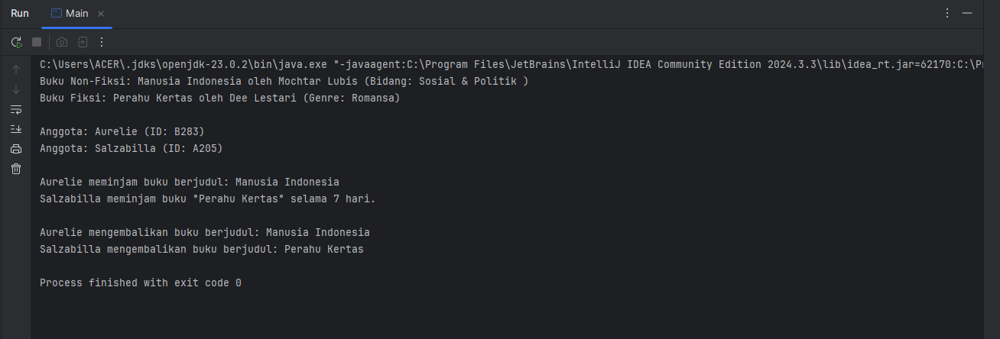 Run Main
C:\Users\ACER\.jdks\openjdk-23.0.2\bin\java.exe "-javaagent:C:\Program Files\JetBrains\IntelliJ IDEA Community Edition 2024.3.3\lib\idea_rt.jar=62170:C:\Pr
Buku Non-Fiksi: Manusia Indonesia oleh Mochtar Lubis (Bidang: Sosial & Politik )
Buku Fiksi: Perahu Kertas oleh Dee Lestari (Genre: Romansa)
Anggota: Aurelie (ID: B283)
Anggota: Salzabilla (ID: A205)
Aurelie meminjam buku berjudul: Manusia Indonesia
Salzabilla meminjam buku "Perahu Kertas" selama 7 hari.
Aurelie mengembalikan buku berjudul: Manusia Indonesia
Salzabilla mengembalikan buku berjudul: Perahu Kertas
Process finished with exit code 0